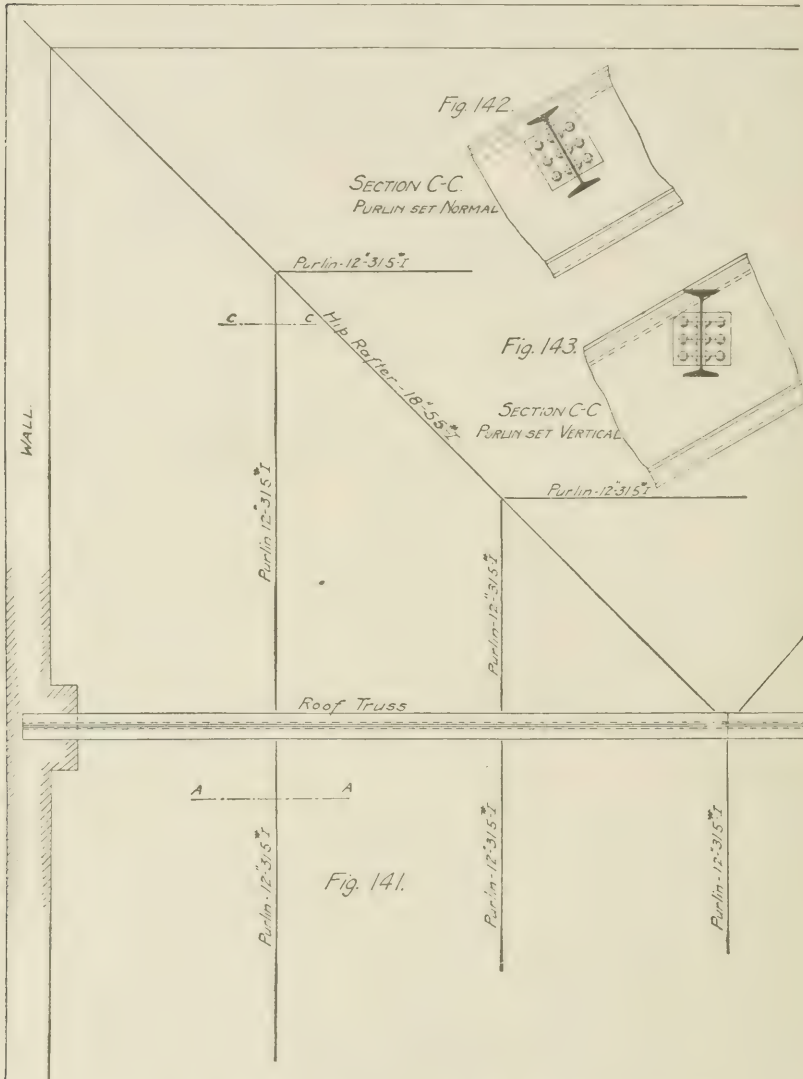 Fig. 142.
SECTION C-C
PURLIN SET NORMAL
Purlin-12"-31.5#I
C C
Hip Rafter-18"-55#I
Fig. 143.
SECTION C-C
PURLIN SET VERTICAL
WALL.
Purlin-12"-31.5#I
Purlin 12"-31.5#I
Purlin-12"-31.5#I
Roof Truss
A A
Purlin-12"-31.5#I
Fig. 141.
Purlin-12"-31.5#I
Purlin-12"-31.5#I